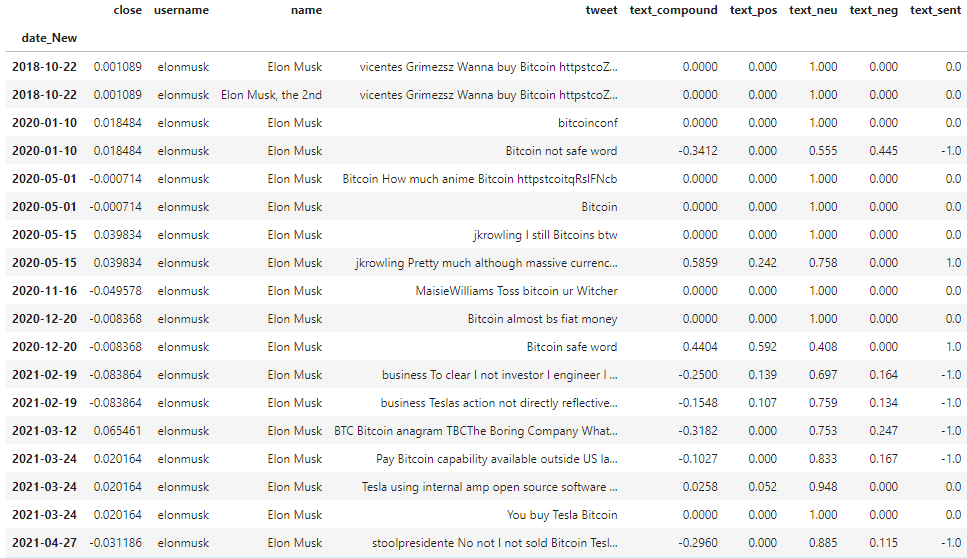 close username name tweet text_compound text_pos text_neu text_neg text_sent
date_New
2018-10-22 0.001089 elonmusk Elon Musk vicentes Grimezsz Wanna buy Bitcoin httpstcoZ... 0.0000 0.000 1.000 0.000 0.0
2018-10-22 0.001089 elonmusk Elon Musk, the 2nd vicentes Grimezsz Wanna buy Bitcoin httpstcoZ... 0.0000 0.000 1.000 0.000 0.0
2020-01-10 0.018484 elonmusk Elon Musk bitcoinconf 0.0000 0.000 1.000 0.000 0.0
2020-01-10 0.018484 elonmusk Elon Musk Bitcoin not safe word -0.3412 0.000 0.555 0.445 -1.0
2020-05-01 -0.000714 elonmusk Elon Musk Bitcoin How much anime Bitcoin httpstcoitqRsIFNcb 0.0000 0.000 1.000 0.000 0.0
2020-05-01 -0.000714 elonmusk Elon Musk Bitcoin 0.0000 0.000 1.000 0.000 0.0
2020-05-15 0.039834 elonmusk Elon Musk jkrowling I still Bitcoins btw 0.0000 0.000 1.000 0.000 0.0
2020-05-15 0.039834 elonmusk Elon Musk jkrowling Pretty much although massive currenc... 0.5859 0.242 0.758 0.000 1.0
2020-11-16 -0.049578 elonmusk Elon Musk MaisieWilliams Toss bitcoin ur Witcher 0.0000 0.000 1.000 0.000 0.0
2020-12-20 -0.008368 elonmusk Elon Musk Bitcoin almost bs fiat money 0.0000 0.000 1.000 0.000 0.0
2020-12-20 -0.008368 elonmusk Elon Musk Bitcoin safe word 0.4404 0.592 0.408 0.000 1.0
2021-02-19 -0.083864 elonmusk Elon Musk business To clear I not investor I engineer I ... -0.2500 0.139 0.697 0.164 -1.0
2021-02-19 -0.083864 elonmusk Elon Musk business Teslas action not directly reflective... -0.1548 0.107 0.759 0.134 -1.0
2021-03-12 0.065461 elonmusk Elon Musk BTC Bitcoin anagram TBCThe Boring Company What... -0.3182 0.000 0.753 0.247 -1.0
2021-03-24 0.020164 elonmusk Elon Musk Pay Bitcoin capability available outside US la... -0.1027 0.000 0.833 0.167 -1.0
2021-03-24 0.020164 elonmusk Elon Musk Tesla using internal amp open source software ... 0.0258 0.052 0.948 0.000 0.0
2021-03-24 0.020164 elonmusk Elon Musk You buy Tesla Bitcoin 0.0000 0.000 1.000 0.000 0.0
2021-04-27 -0.031186 elonmusk Elon Musk stoolpresidente No not I not sold Bitcoin Tesl... -0.2960 0.000 0.885 0.115 -1.0